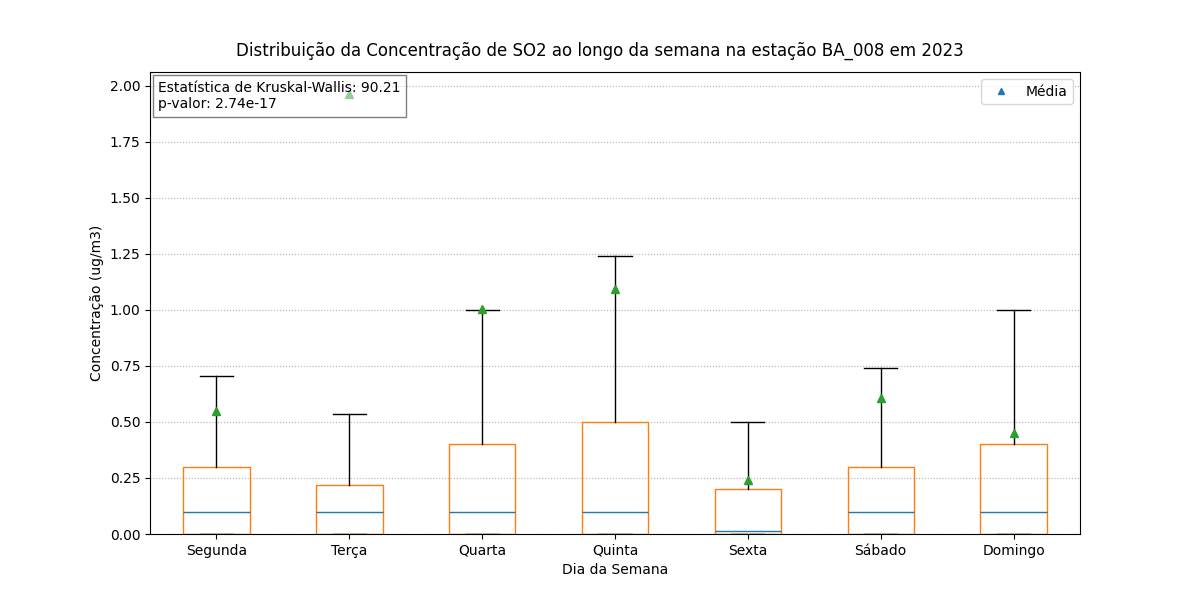 Distribuição da Concentração de SO2 ao longo da semana na estação BA_008 em 2023
Estatística de Kruskal-Wallis: 90.21
p-valor: 2.74e-17
Média
Concentração (ug/m3)
2.00
1.75
1.50
1.25
1.00
0.75
0.50
0.25
0.00
Segunda Terça Quarta Quinta Sexta Sábado Domingo
Dia da Semana